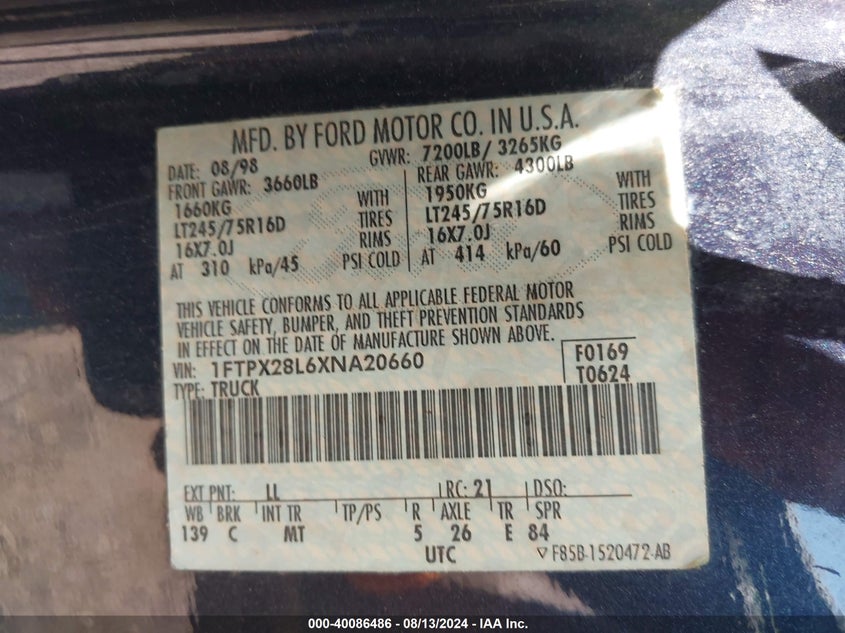 MFD. BY FORD MOTOR CO. IN U.S.A.
DATE: 08/98 GVWR: 7200LB/ 3265KG
FRONT GAWR: 3660LB REAR GAWR: 4300LB
1660KG WITH 1950KG WITH
LT245/75R16D TIRES LT245/75R16D TIRES
16X7.0J RIMS 16X7.0J RIMS
AT 310 kPa/45 PSI COLD AT 414 kPa/60 PSI COLD
THIS VEHICLE CONFORMS TO ALL APPLICABLE FEDERAL MOTOR
VEHICLE SAFETY, BUMPER, AND THEFT PREVENTION STANDARDS
IN EFFECT ON THE DATE OF MANUFACTURE SHOWN ABOVE.
VIN: 1FTPX28L6XNA20660 F0169
TYPE: TRUCK T0624
EXT PNT: LL RC: 21 DSO:
WB BRK INT TR TP/PS R AXLE TR SPR
139 C MT 5 26 E 84
UTC ▽ F85B-1520472-AB
000-40086486 - 08/13/2024 - IAA Inc.